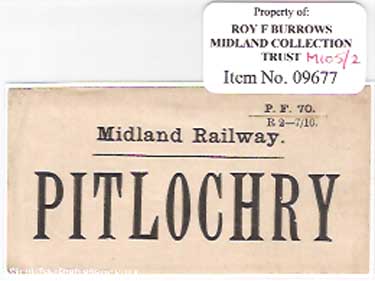 Property of:
ROY F BURROWS
MIDLAND COLLECTION
TRUST M105/2
Item No. 09677
P. F. 70.
R 2—7/16.
Midland Railway.
PITLOCHRY